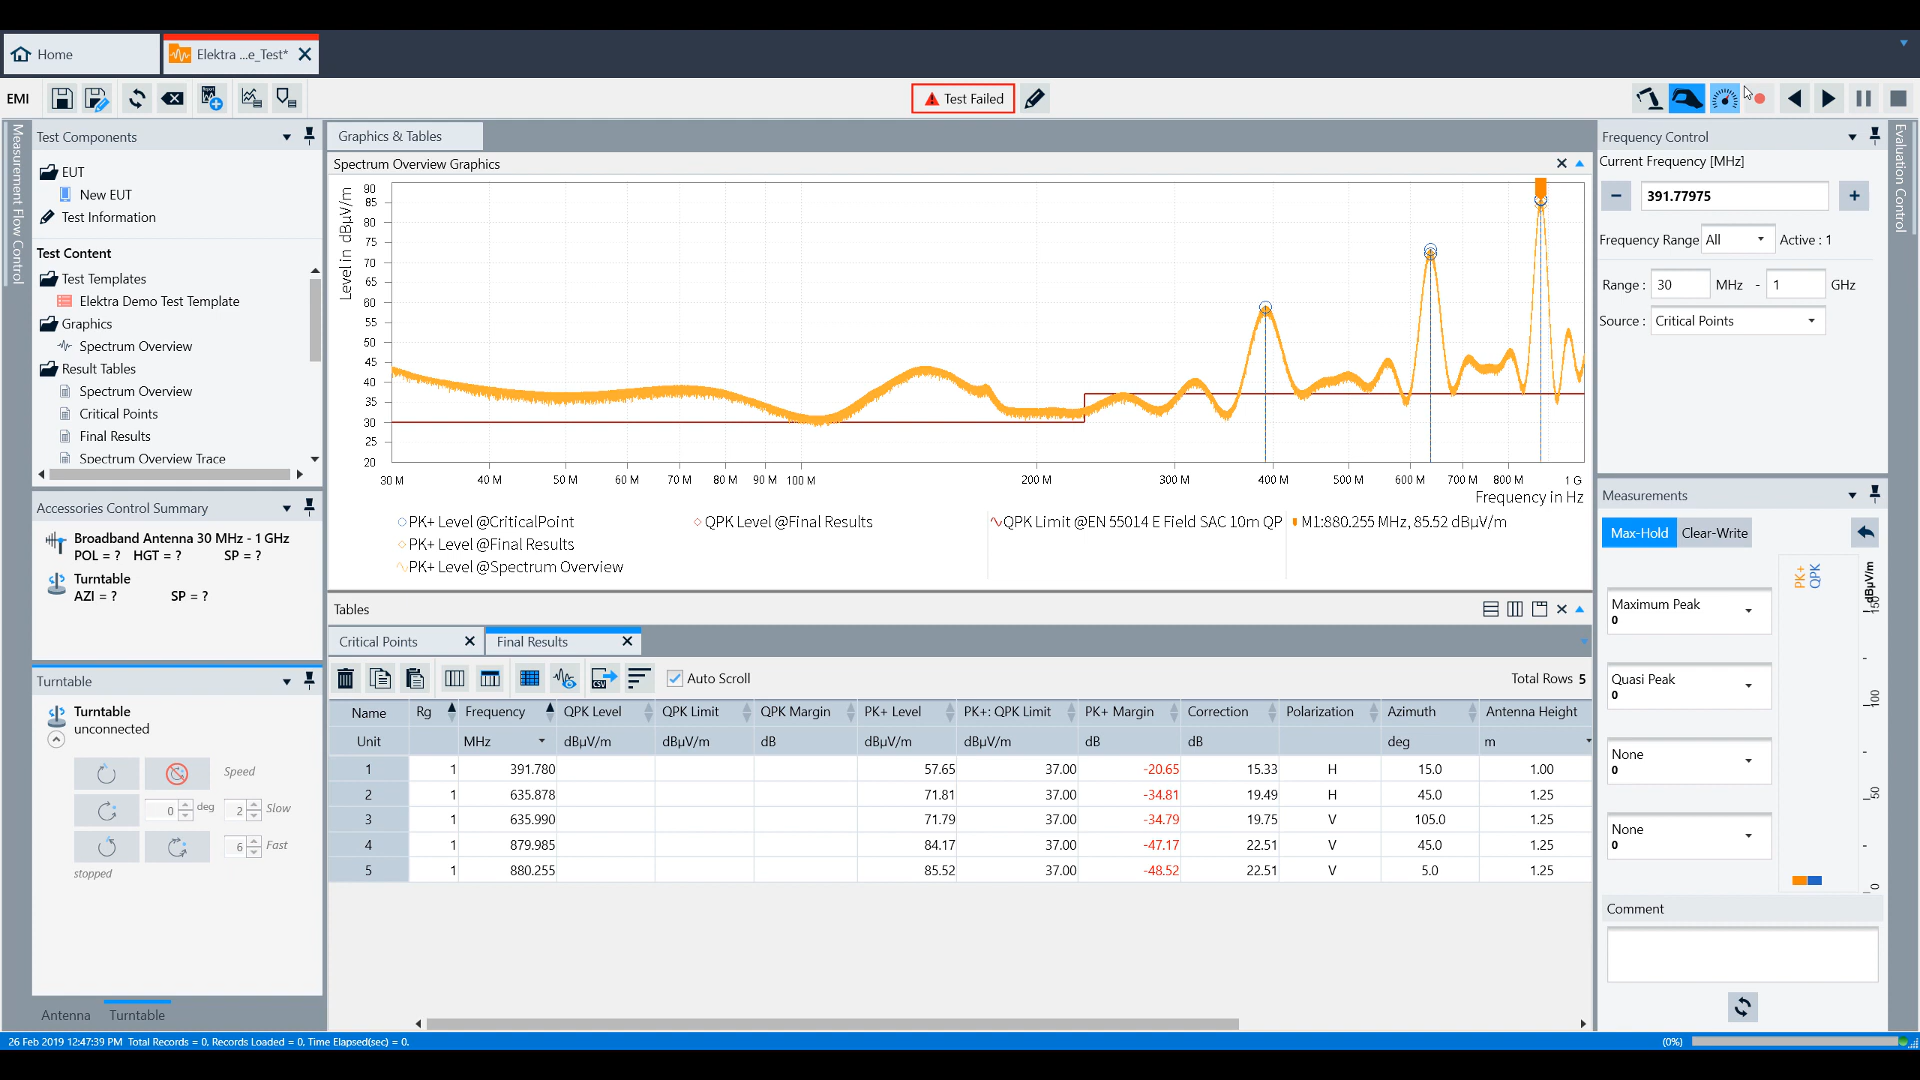 Home
Elektra ...e_Test*
EMI
Test Failed
Measurement Flow Control
Test Components
EUT
New EUT
Test Information
Test Content
Test Templates
Elektra Demo Test Template
Graphics
Spectrum Overview
Result Tables
Spectrum Overview
Critical Points
Final Results
Spectrum Overview Trace
Accessories Control Summary
Broadband Antenna 30 MHz - 1 GHz
POL = ? HGT = ? SP = ?
Turntable
AZI = ? SP = ?
Turntable
Turntable
unconnected
Speed
0 deg 2 Slow
6 Fast
stopped
Antenna Turntable
Graphics & Tables
Spectrum Overview Graphics
Level in dBµV/m
90
85
80
75
70
65
60
55
50
45
40
35
30
25
20
30 M 40 M 50 M 60 M 70 M 80 M 90 M 100 M 200 M 300 M 400 M 500 M 600 M 700 M 800 M 1 G
Frequency in Hz
PK+ Level @CriticalPoint QPK Level @Final Results QPK Limit @EN 55014 E Field SAC 10m QP M1:880.255 MHz, 85.52 dBµV/m
PK+ Level @Final Results
PK+ Level @Spectrum Overview
Tables
Critical Points Final Results
CSV
Auto Scroll Total Rows 5
Name Rg Frequency QPK Level QPK Limit QPK Margin PK+ Level PK+: QPK Limit PK+ Margin Correction Polarization Azimuth Antenna Height
Unit MHz dBµV/m dBµV/m dB dBµV/m dBµV/m dB dB deg m
1 1 391.780 57.65 37.00 -20.65 15.33 H 15.0 1.00
2 1 635.878 71.81 37.00 -34.81 19.49 H 45.0 1.25
3 1 635.990 71.79 37.00 -34.79 19.75 V 105.0 1.25
4 1 879.985 84.17 37.00 -47.17 22.51 V 45.0 1.25
5 1 880.255 85.52 37.00 -48.52 22.51 V 5.0 1.25
Frequency Control
Current Frequency [MHz]
391.77975
Frequency Range All Active : 1
Range : 30 MHz - 1 GHz
Source : Critical Points
Evaluation Control
Measurements
Max-Hold Clear-Write
PK+
QPK
dBµV/m
150
100
50
0
Maximum Peak
0
Quasi Peak
0
None
0
None
0
Comment
26 Feb 2019 12:47:39 PM Total Records = 0, Records Loaded = 0, Time Elapsed(sec) = 0.
(0%)